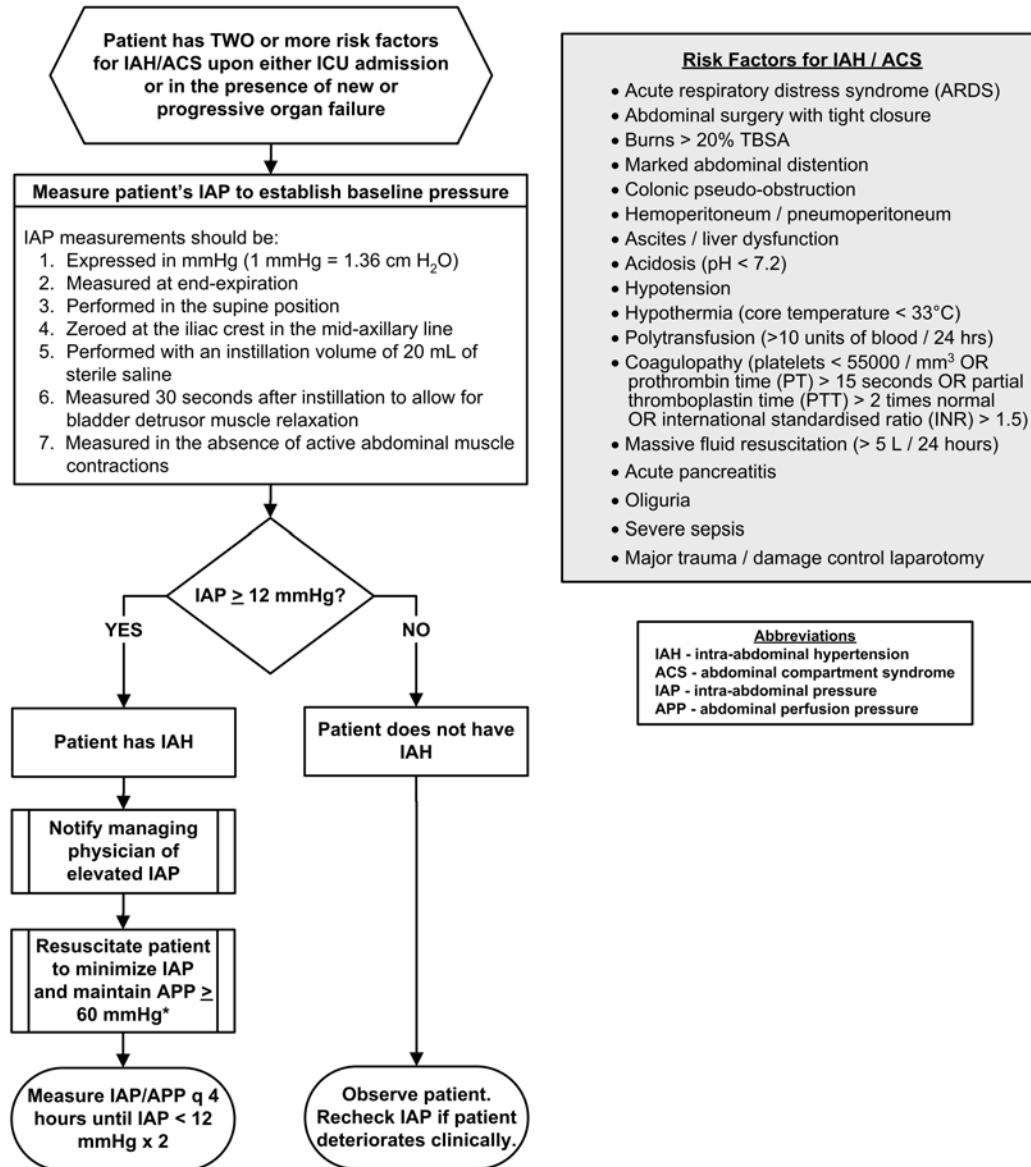 Patient has TWO or more risk factors
for IAH/ACS upon either ICU admission
or in the presence of new or
progressive organ failure
Measure patient's IAP to establish baseline pressure
IAP measurements should be:
1. Expressed in mmHg (1 mmHg = 1.36 cm H₂O)
2. Measured at end-expiration
3. Performed in the supine position
4. Zeroed at the iliac crest in the mid-axillary line
5. Performed with an instillation volume of 20 mL of
sterile saline
6. Measured 30 seconds after instillation to allow for
bladder detrusor muscle relaxation
7. Measured in the absence of active abdominal muscle
contractions
IAP ≥ 12 mmHg?
YES
NO
Patient has IAH
Patient does not have
IAH
Notify managing
physician of
elevated IAP
Resuscitate patient
to minimize IAP
and maintain APP ≥
60 mmHg*
Measure IAP/APP q 4
hours until IAP < 12
mmHg x 2
Observe patient.
Recheck IAP if patient
deteriorates clinically.
Risk Factors for IAH / ACS
• Acute respiratory distress syndrome (ARDS)
• Abdominal surgery with tight closure
• Burns > 20% TBSA
• Marked abdominal distention
• Colonic pseudo-obstruction
• Hemoperitoneum / pneumoperitoneum
• Ascites / liver dysfunction
• Acidosis (pH < 7.2)
• Hypotension
• Hypothermia (core temperature < 33°C)
• Polytransfusion (>10 units of blood / 24 hrs)
• Coagulopathy (platelets < 55000 / mm³ OR
prothrombin time (PT) > 15 seconds OR partial
thromboplastin time (PTT) > 2 times normal
OR international standardised ratio (INR) > 1.5)
• Massive fluid resuscitation (> 5 L / 24 hours)
• Acute pancreatitis
• Oliguria
• Severe sepsis
• Major trauma / damage control laparotomy
Abbreviations
IAH - intra-abdominal hypertension
ACS - abdominal compartment syndrome
IAP - intra-abdominal pressure
APP - abdominal perfusion pressure